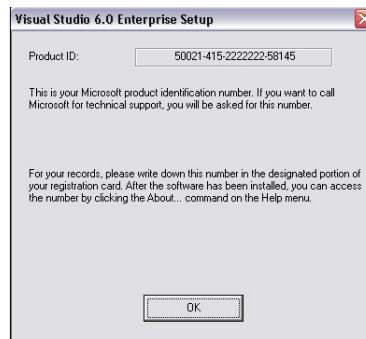 Visual Studio 6.0 Enterprise Setup
Product ID: 50021-415-2222222-58145
This is your Microsoft product identification number. If you want to call
Microsoft for technical support, you will be asked for this number.
For your records, please write down this number in the designated portion of
your registration card. After the software has been installed, you can access
the number by clicking the About... command on the Help menu.
OK